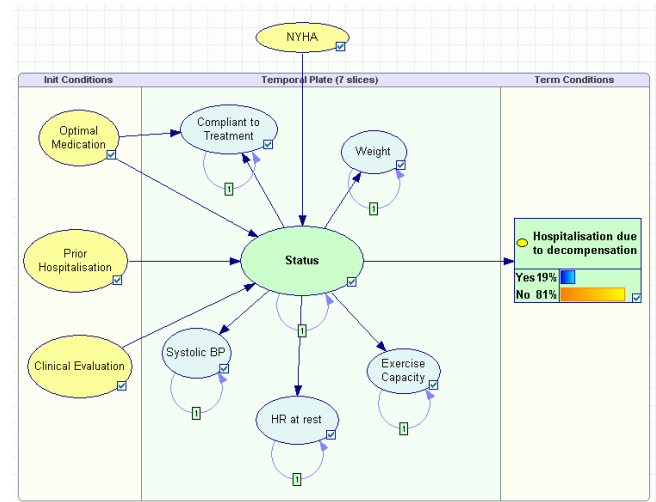 NYHA
Init Conditions
Temporal Plate (7 slices)
Term Conditions
Optimal
Medication
Compliant to
Treatment
1
Weight
1
Prior
Hospitalisation
Status
1
Hospitalisation due
to decompensation
Yes 19%
No 81%
Clinical Evaluation
Systolic BP
1
HR at rest
1
Exercise
Capacity
1